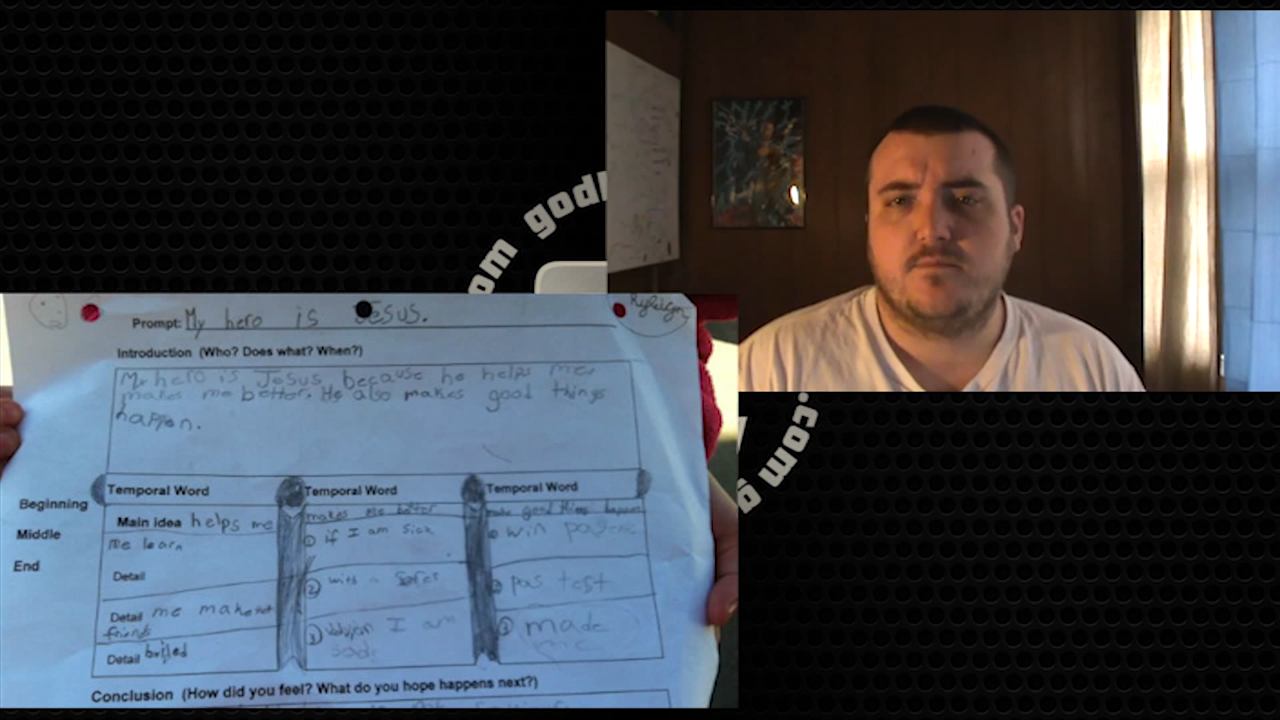 om godl
.com g
Prompt: My hero is Jesus.
Introduction (Who? Does what? When?)
My hero is Jesus because he helps me,
makes me better. He also makes good things
happen.
Temporal Word Temporal Word Temporal Word
Beginning
Middle
End
Main idea helps me
me learn
Detail
Detail me make
friends
Detail
makes me better
① if I am sick
② with a
③ I am
sad
good things happen
win
② pas test
③ made
me
Conclusion (How did you feel? What do you hope happens next?)